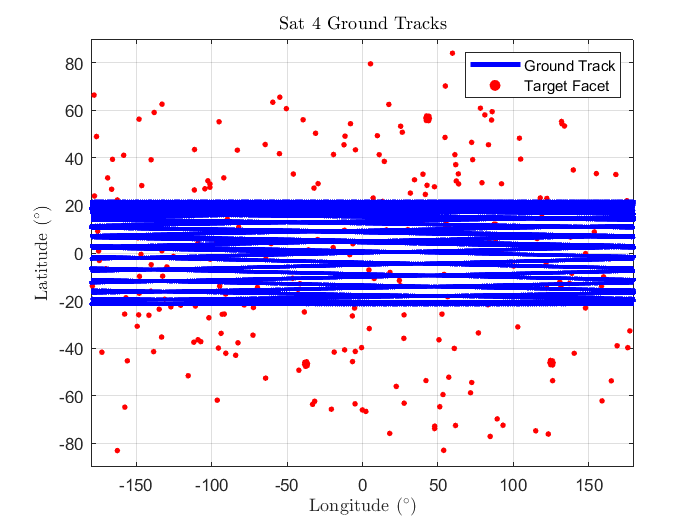 Sat 4 Ground Tracks
Ground Track
Target Facet
80
60
40
20
0
-20
-40
-60
-80
Latitude (°)
-150 -100 -50 0 50 100 150
Longitude (°)